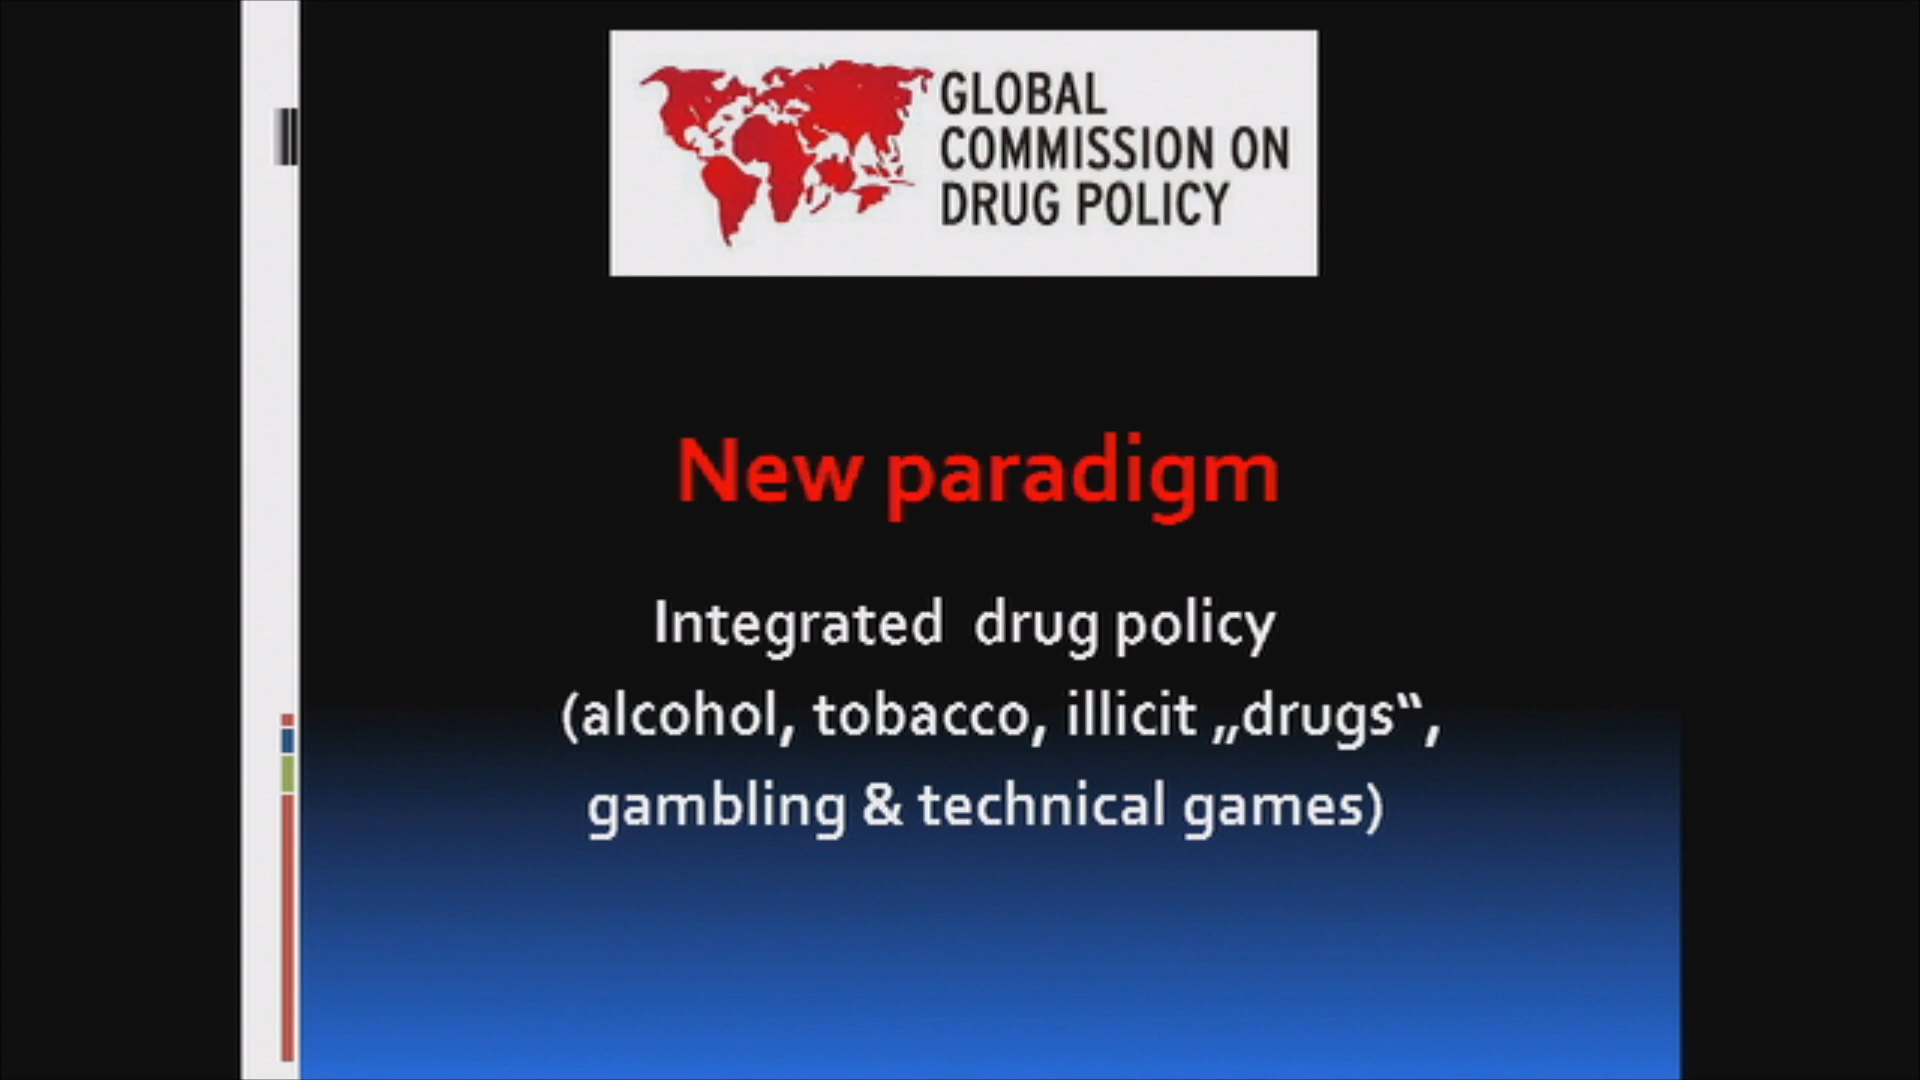 GLOBAL
COMMISSION ON
DRUG POLICY
New paradigm
Integrated drug policy
(alcohol, tobacco, illicit „drugs“,
gambling & technical games)